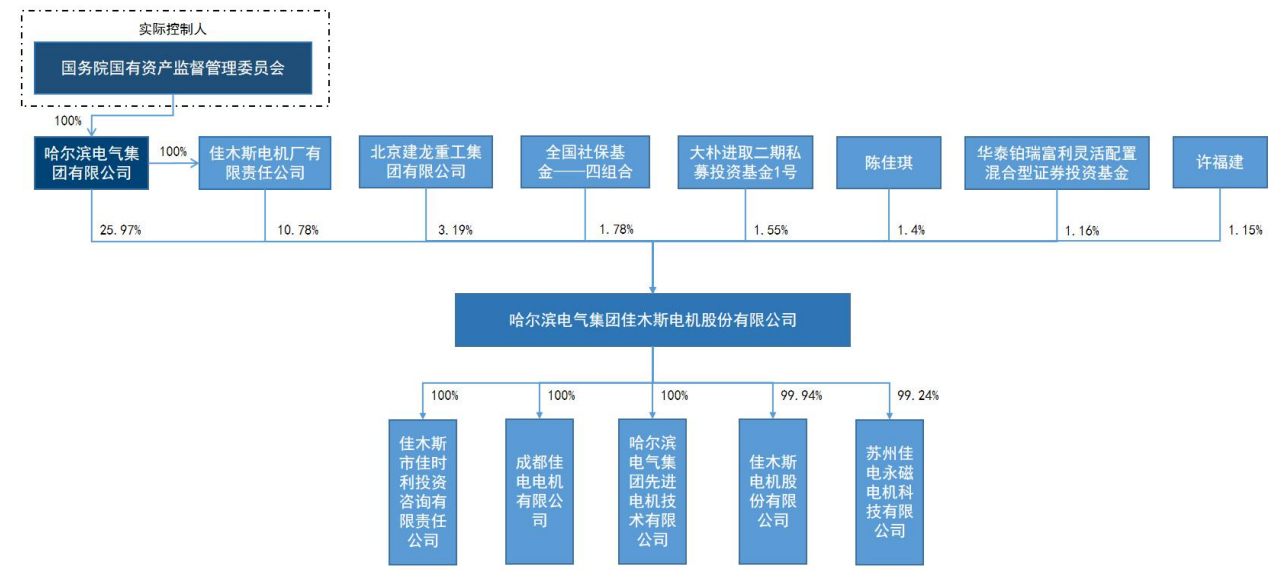 实际控制人
国务院国有资产监督管理委员会
100%
哈尔滨电气集
团有限公司
100%
佳木斯电机厂有
限责任公司
北京建龙重工集
团有限公司
全国社保基
金——四组合
大朴进取二期私
募投资基金1号
陈佳琪
华泰铂瑞富利灵活配置
混合型证券投资基金
许福建
25.97%
10.78%
3.19%
1.78%
1.55%
1.4%
1.16%
1.15%
哈尔滨电气集团佳木斯电机股份有限公司
100%
100%
100%
99.94%
99.24%
佳木斯
市佳时
利投资
咨询有
限责任
公司
成都佳
电电机
有限公
司
哈尔滨
电气集
团先进
电机技
术有限
公司
佳木斯
电机股
份有限
公司
苏州佳
电永磁
电机科
技有限
公司